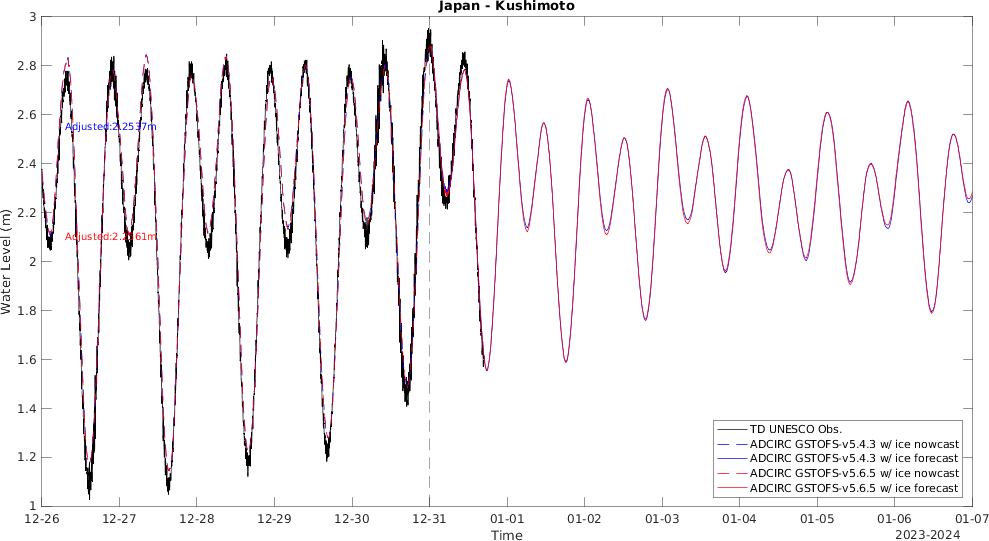 Japan - Kushimoto
3
2.8
2.6
2.4
2.2
2
1.8
1.6
1.4
1.2
1
Water Level (m)
Adjusted:2.2537m
TD UNESCO Obs.
ADCIRC GSTOFS-v5.4.3 w/ ice nowcast
ADCIRC GSTOFS-v5.4.3 w/ ice forecast
ADCIRC GSTOFS-v5.6.5 w/ ice nowcast
ADCIRC GSTOFS-v5.6.5 w/ ice forecast
12-26 12-27 12-28 12-29 12-30 12-31 01-01 01-02 01-03 01-04 01-05 01-06 01-07
Time
2023-2024